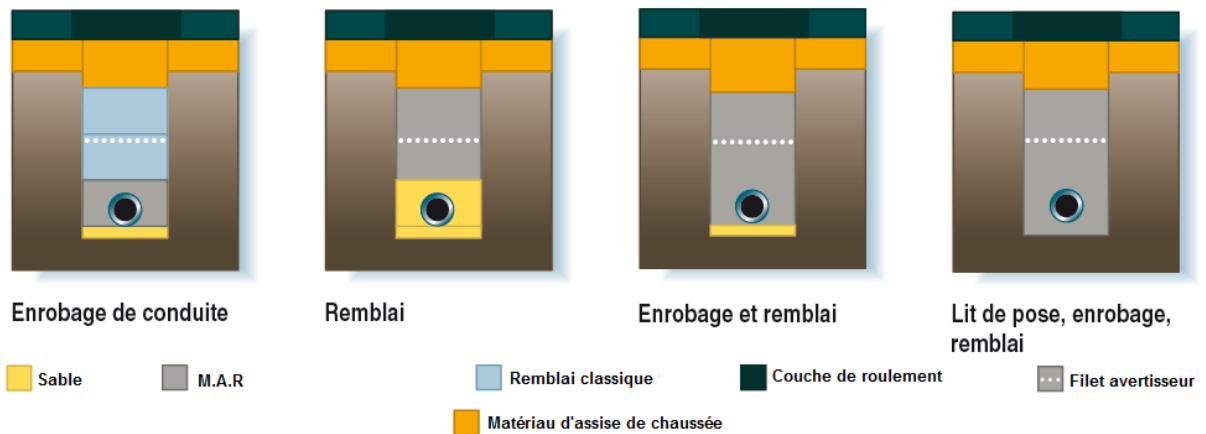 Enrobage de conduite
Remblai
Enrobage et remblai
Lit de pose, enrobage,
remblai
Sable
M.A.R
Remblai classique
Couche de roulement
Filet avertisseur
Matériau d'assise de chaussée